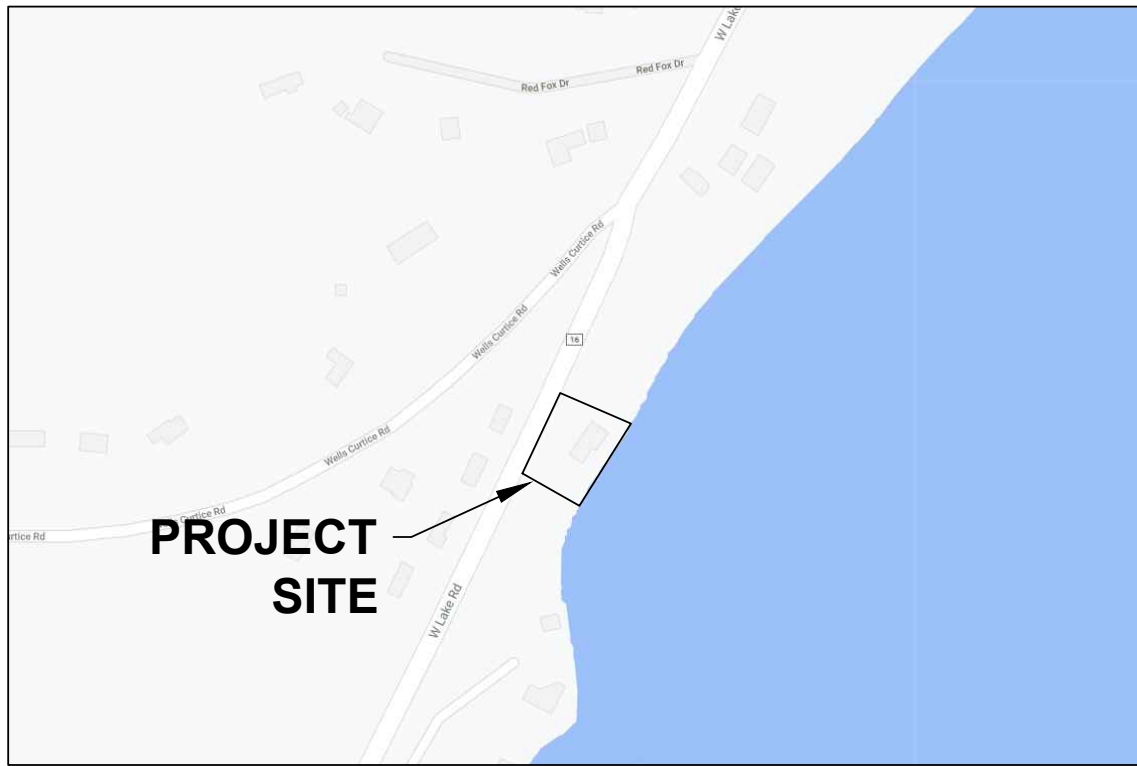 W Lake
Red Fox Dr
Red Fox Dr
Wells Curtice Rd
Wells Curtice Rd
16
Wells Curtice Rd
Curtice Rd
urtice Rd
PROJECT
SITE
W Lake Rd